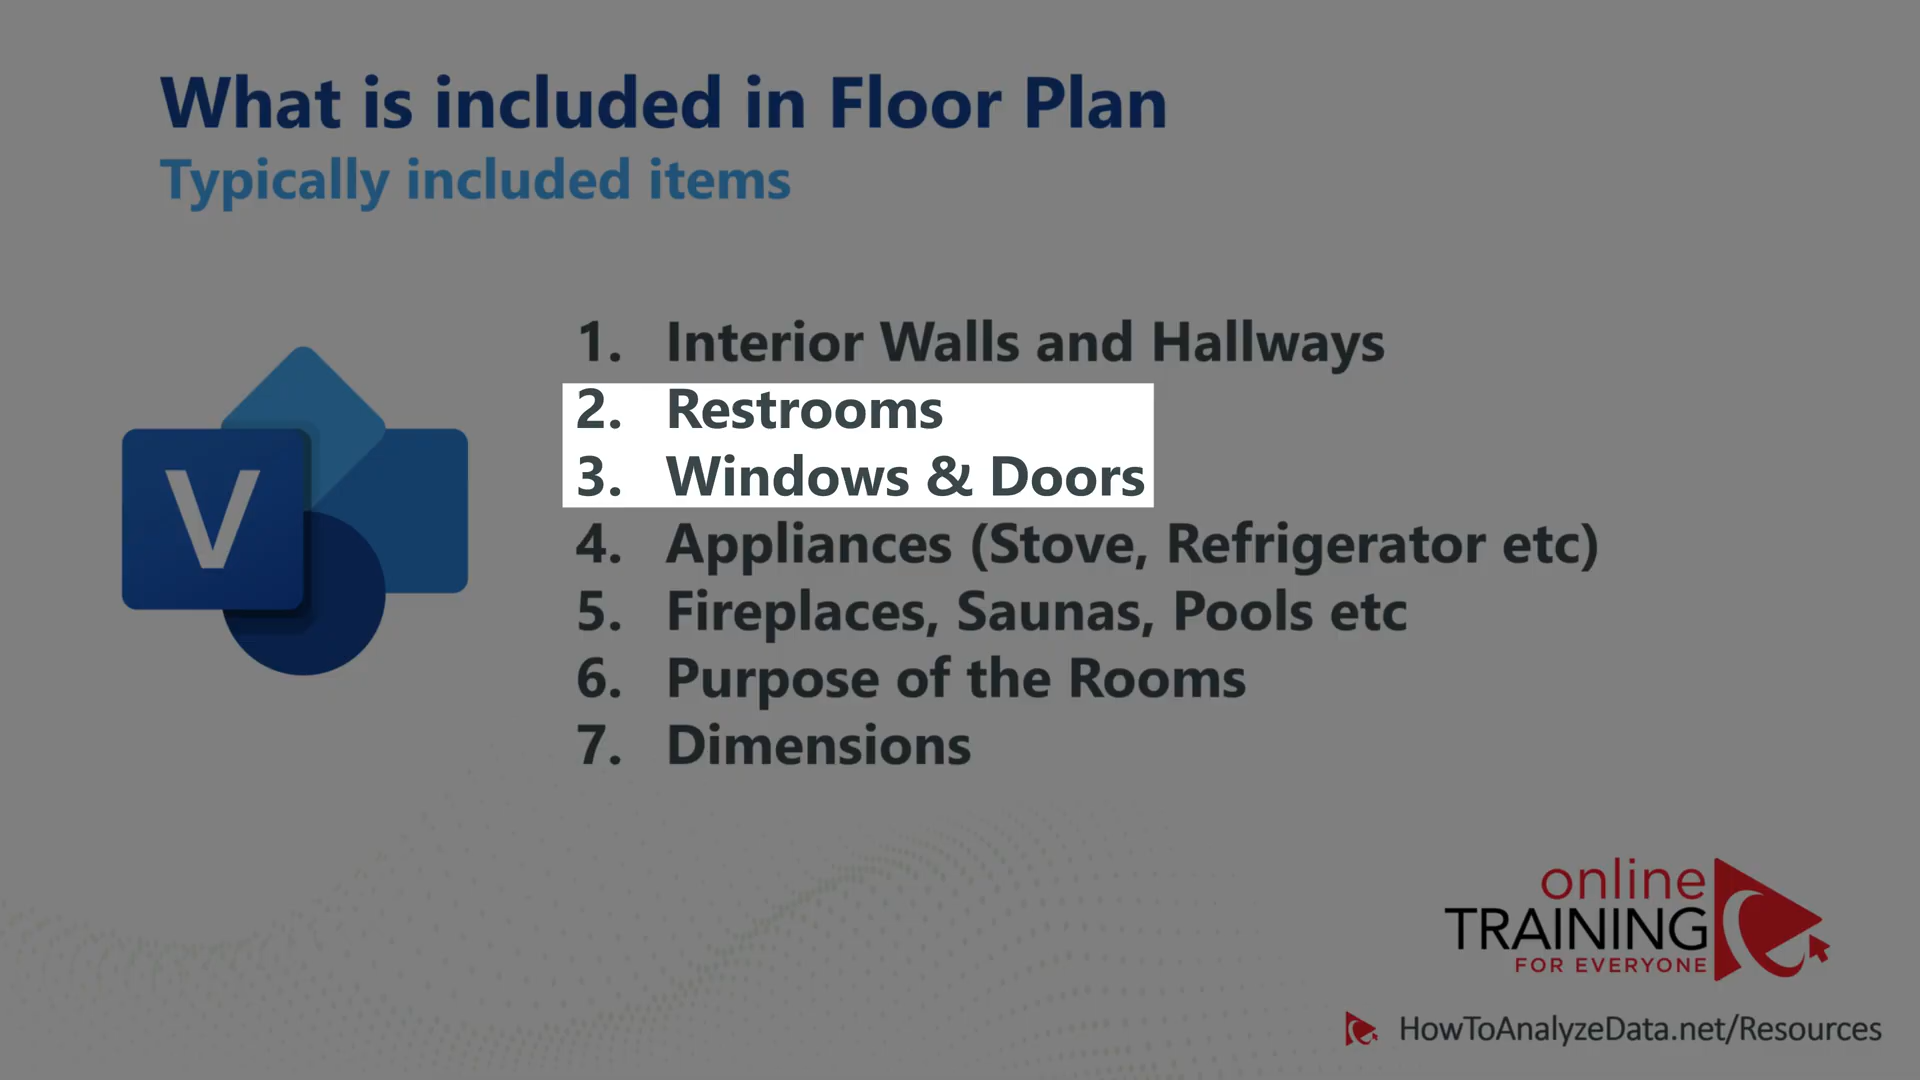 What is included in Floor Plan
Typically included items
V
1. Interior Walls and Hallways
2. Restrooms
3. Windows & Doors
4. Appliances (Stove, Refrigerator etc)
5. Fireplaces, Saunas, Pools etc
6. Purpose of the Rooms
7. Dimensions
online
TRAINING
FOR EVERYONE
HowToAnalyzeData.net/Resources